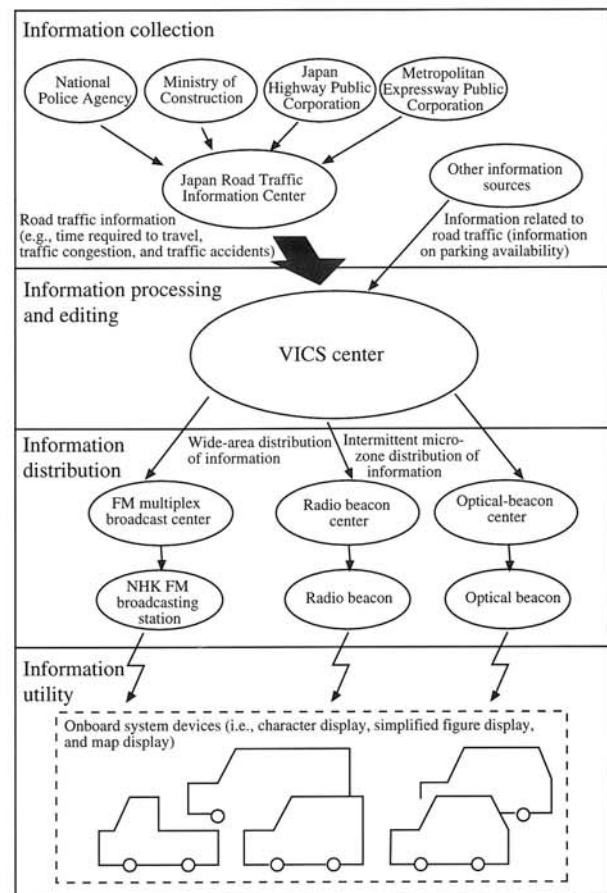 Information collection
National
Police Agency
Ministry of
Construction
Japan
Highway Public
Corporation
Metropolitan
Expressway Public
Corporation
Japan Road Traffic
Information Center
Other information
sources
Road traffic information
(e.g., time required to travel,
traffic congestion, and traffic accidents)
Information related to
road traffic (information
on parking availability)
Information processing
and editing
VICS center
Information
distribution
Wide-area distribution
of information
Intermittent micro-
zone distribution of
information
FM multiplex
broadcast center
Radio beacon
center
Optical-beacon
center
NHK FM
broadcasting
station
Radio beacon
Optical beacon
Information
utility
Onboard system devices (i.e., character display, simplified figure display,
and map display)